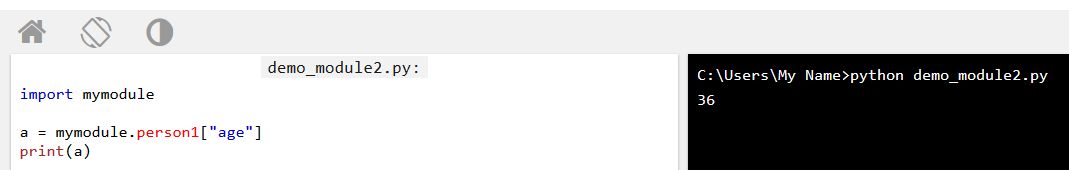 demo_module2.py:
import mymodule
a = mymodule.person1["age"]
print(a)
C:\Users\My Name>python demo_module2.py
36